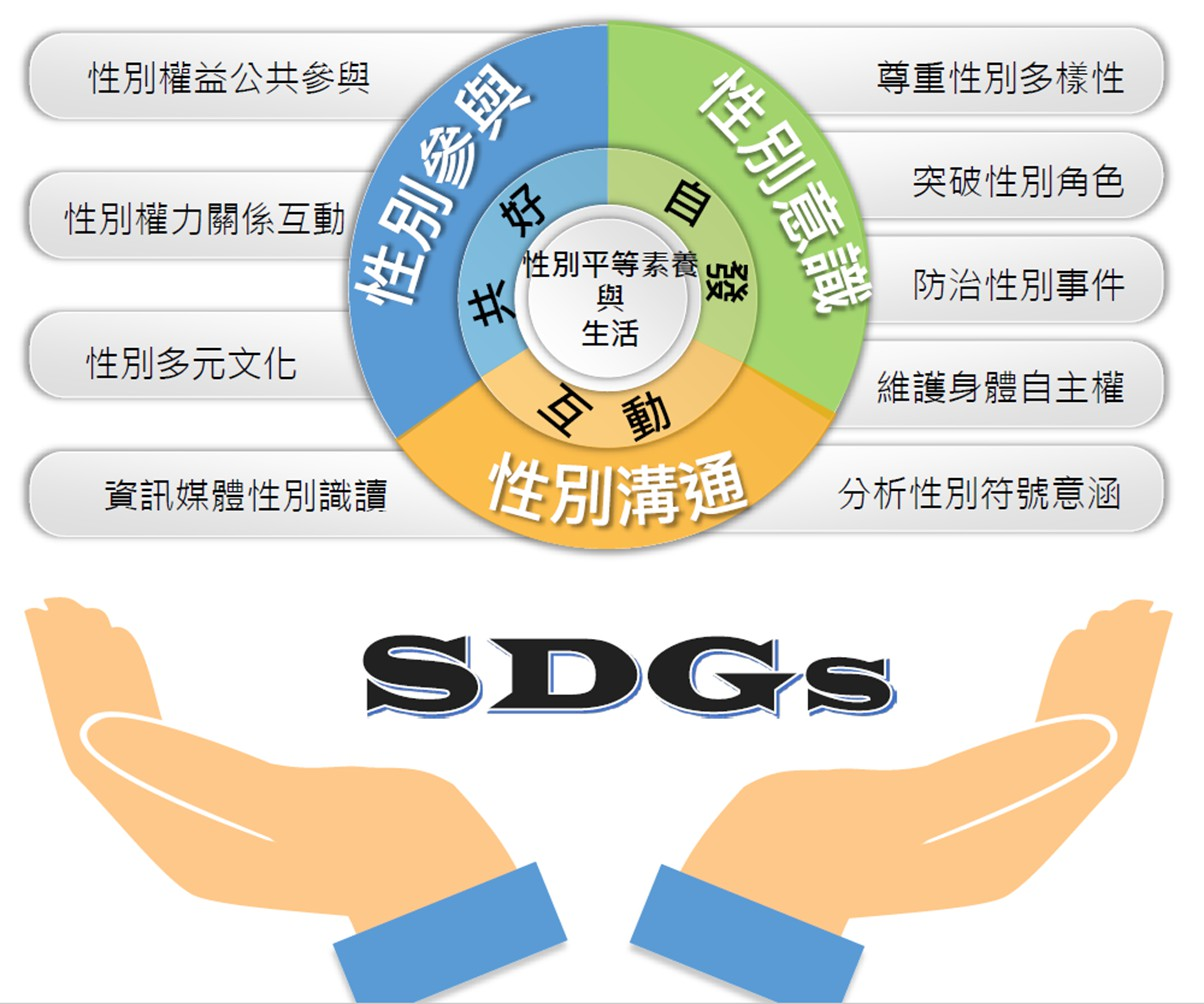 性別權益公共參與
性別權力關係互動
性別多元文化
資訊媒體性別識讀
性別參與
性別意識
性別溝通
共好
自發
互動
性別平等素養
與
生活
尊重性別多樣性
突破性別角色
防治性別事件
維護身體自主權
分析性別符號意涵
SDGs